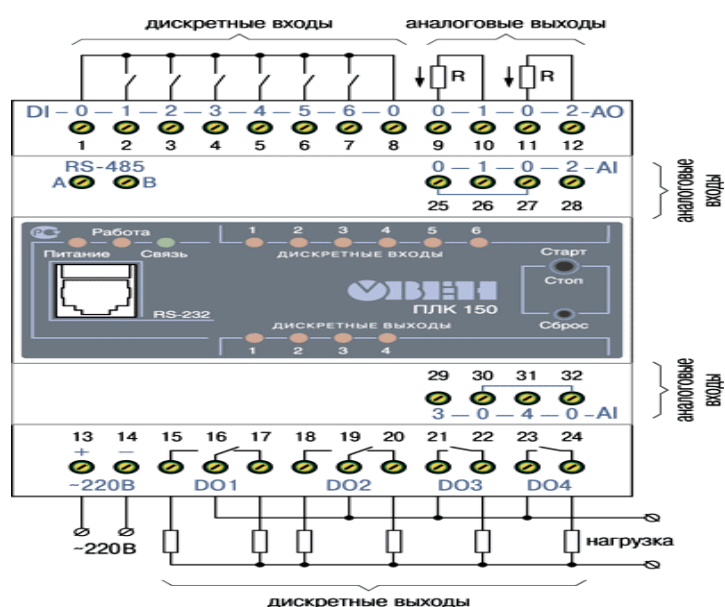 дискретные входы
аналоговые выходы
R
R
DI – 0 – 1 – 2 – 3 – 4 – 5 – 6 – 0
0 – 1 – 0 – 2 – AO
1 2 3 4 5 6 7 8 9 10 11 12
RS-485
A B
0 – 1 – 0 – 2 – AI
25 26 27 28
аналоговые входы
РС
Работа
Питание Связь
1 2 3 4 5 6
ДИСКРЕТНЫЕ ВХОДЫ
Старт
Стоп
ОВЕН
ПЛК 150
RS-232
ДИСКРЕТНЫЕ ВЫХОДЫ
Сброс
1 2 3 4
29 30 31 32
3 – 0 – 4 – 0 – AI
аналоговые входы
13 14 15 16 17 18 19 20 21 22 23 24
+ –
~220В DO1 DO2 DO3 DO4
~220В
нагрузка
дискретные выходы